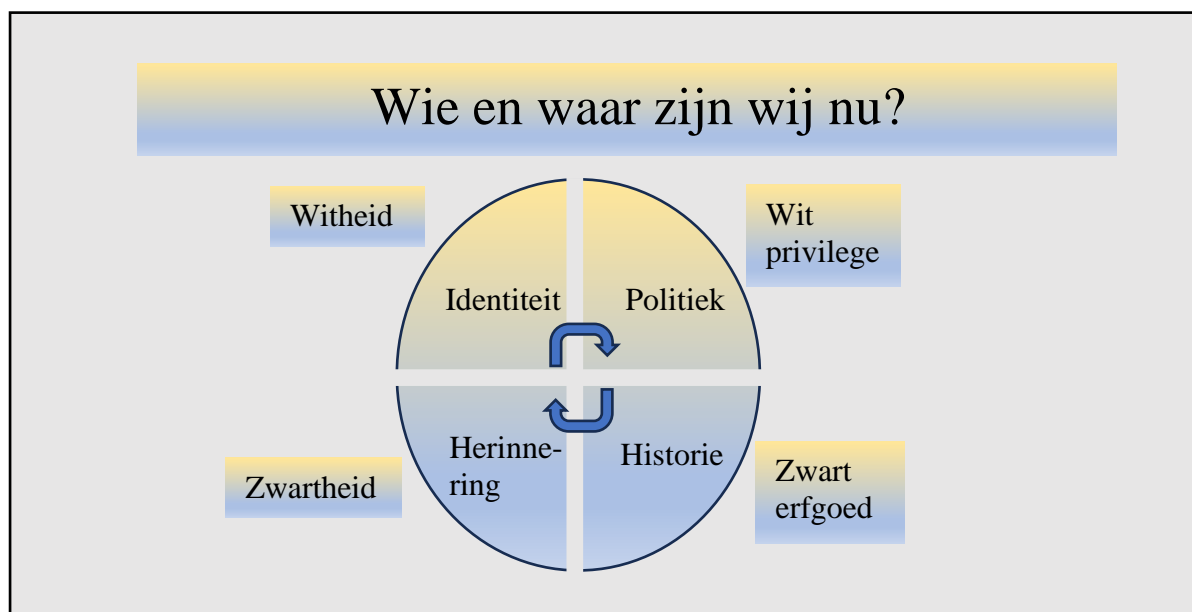 Wie en waar zijn wij nu?
Witheid
Wit
privilege
Identiteit
Politiek
Herinne-
ring
Historie
Zwartheid
Zwart
erfgoed